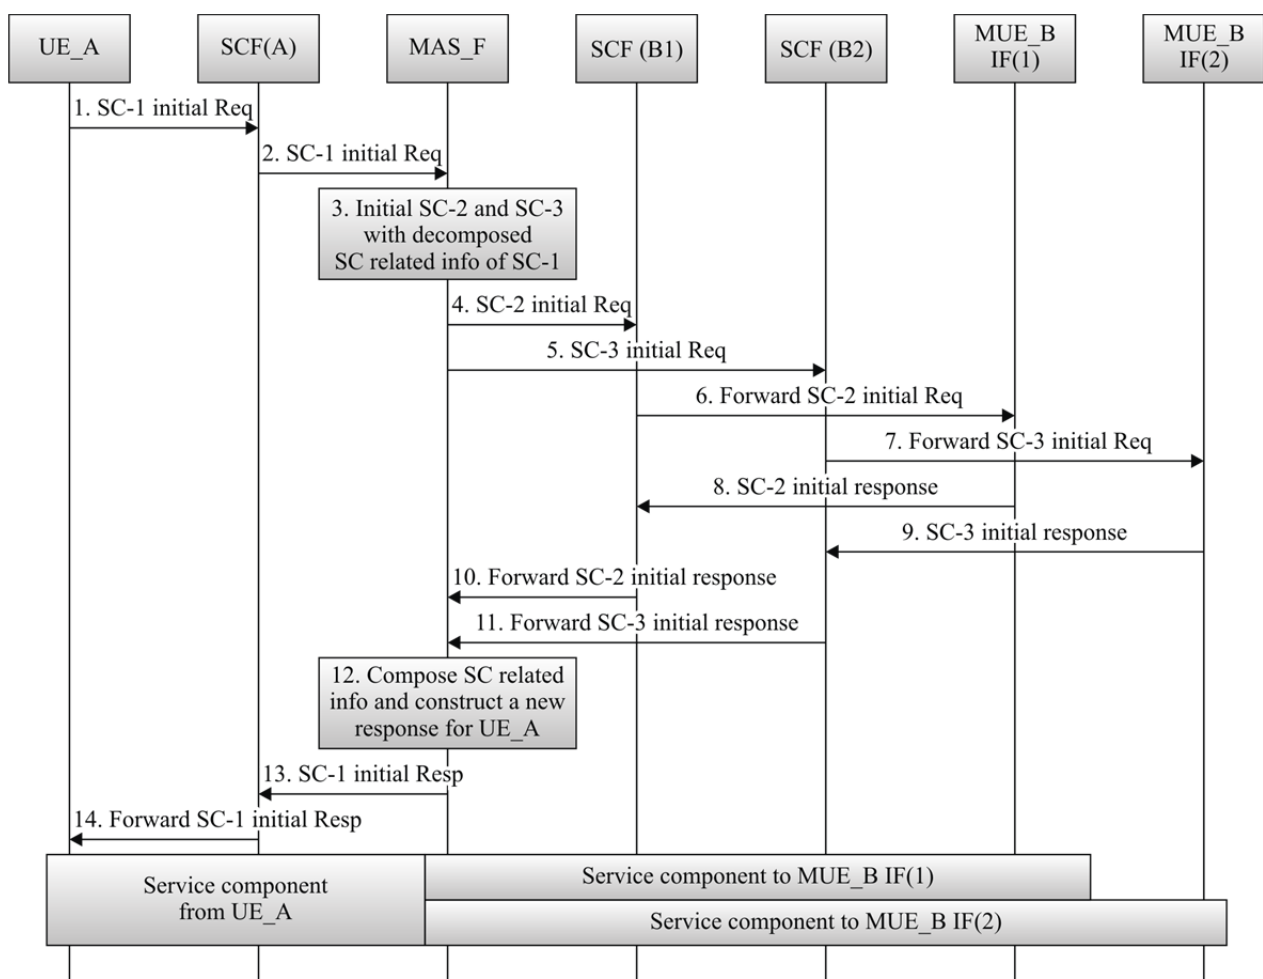 UE_A
SCF(A)
MAS_F
SCF (B1)
SCF (B2)
MUE_B
IF(1)
MUE_B
IF(2)
1. SC-1 initial Req
2. SC-1 initial Req
3. Initial SC-2 and SC-3
with decomposed
SC related info of SC-1
4. SC-2 initial Req
5. SC-3 initial Req
6. Forward SC-2 initial Req
7. Forward SC-3 initial Req
8. SC-2 initial response
9. SC-3 initial response
10. Forward SC-2 initial response
11. Forward SC-3 initial response
12. Compose SC related
info and construct a new
response for UE_A
13. SC-1 initial Resp
14. Forward SC-1 initial Resp
Service component
from UE_A
Service component to MUE_B IF(1)
Service component to MUE_B IF(2)